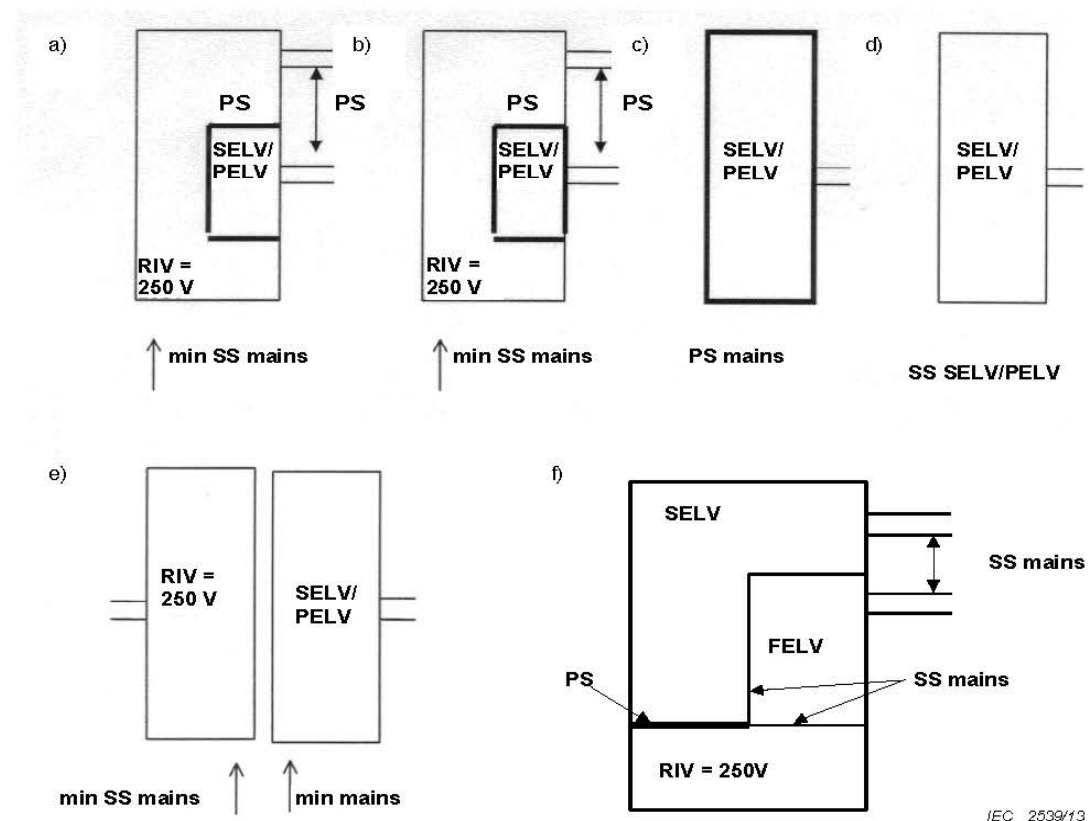 a)
PS
PS
SELV/
PELV
RIV =
250 V
min SS mains
b)
PS
PS
SELV/
PELV
RIV =
250 V
min SS mains
c)
SELV/
PELV
PS mains
d)
SELV/
PELV
SS SELV/PELV
e)
RIV =
250 V
SELV/
PELV
min SS mains
min mains
f)
SELV
SS mains
FELV
PS
SS mains
RIV = 250V
IEC 2539/13